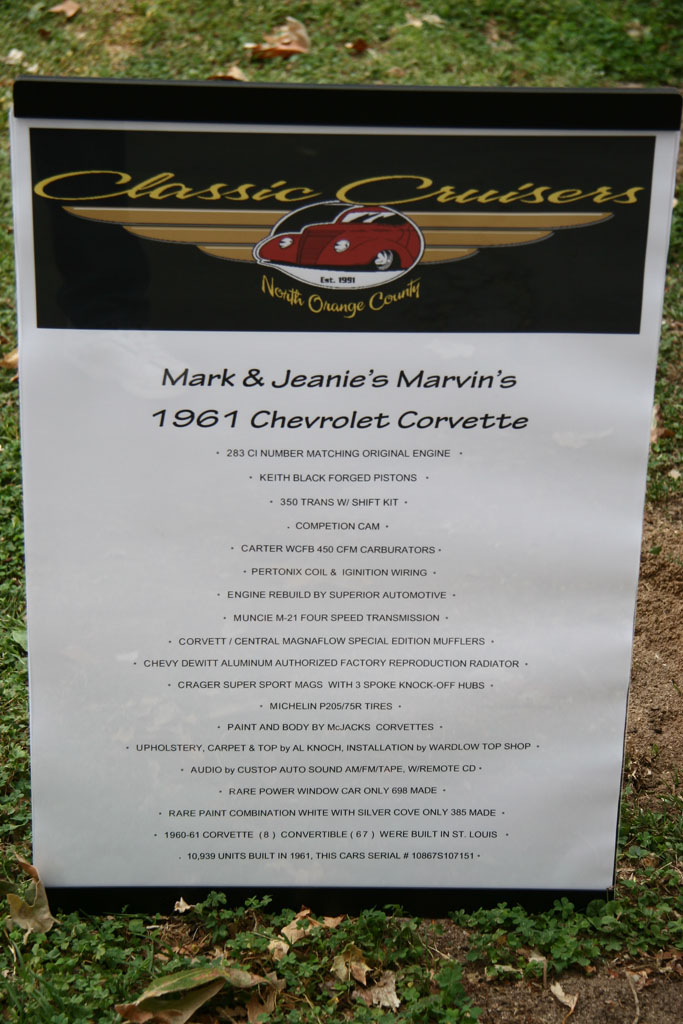 Classic Cruisers
Est. 1991
North Orange County
Mark & Jeanie's Marvin's
1961 Chevrolet Corvette
• 283 CI NUMBER MATCHING ORIGINAL ENGINE •
• KEITH BLACK FORGED PISTONS •
• 350 TRANS W/ SHIFT KIT •
. COMPETION CAM •
• CARTER WCFB 450 CFM CARBURATORS •
• PERTONIX COIL & IGINITION WIRING •
• ENGINE REBUILD BY SUPERIOR AUTOMOTIVE •
• MUNCIE M-21 FOUR SPEED TRANSMISSION •
• CORVETT / CENTRAL MAGNAFLOW SPECIAL EDITION MUFFLERS •
• CHEVY DEWITT ALUMINUM AUTHORIZED FACTORY REPRODUCTION RADIATOR •
• CRAGER SUPER SPORT MAGS WITH 3 SPOKE KNOCK-OFF HUBS •
• MICHELIN P205/75R TIRES •
• PAINT AND BODY BY McJACKS CORVETTES •
• UPHOLSTERY, CARPET & TOP by AL KNOCH, INSTALLATION by WARDLOW TOP SHOP •
• AUDIO by CUSTOP AUTO SOUND AM/FM/TAPE, W/REMOTE CD •
• RARE POWER WINDOW CAR ONLY 698 MADE •
• RARE PAINT COMBINATION WHITE WITH SILVER COVE ONLY 385 MADE •
• 1960-61 CORVETTE ( 8 ) CONVERTIBLE ( 67 ) WERE BUILT IN ST. LOUIS •
. 10,939 UNITS BUILT IN 1961, THIS CARS SERIAL # 10867S107151 •